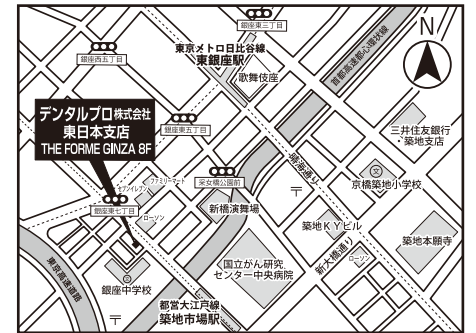 銀座東三丁目
N
東京メトロ日比谷線
東銀座駅
首都高速都心環状線
銀座西五丁目
歌舞伎座
デンタルプロ株式会社
東日本支店
THE FORME GINZA 8F
銀座東五丁目
三井住友銀行
築地支店
晴海通り
文
京橋築地小学校
采女橋公園前
ファミリーマート
セブンイレブン
〒
銀座東七丁目
ローソン
新橋演舞場
築地KYビル
築地本願寺
新大橋通り
ローソン
国立がん研究
センター中央病院
東京高速道路
文
銀座中学校
〒
都営大江戸線
築地市場駅